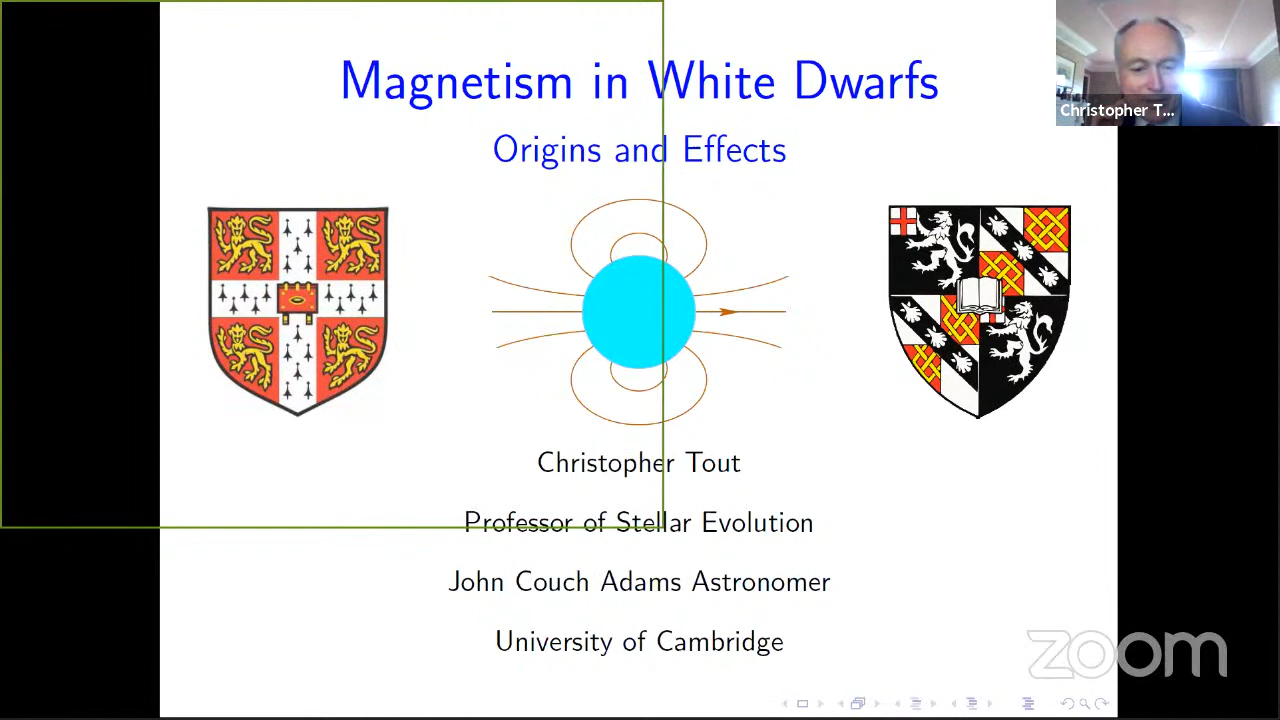 Magnetism in White Dwarfs
Origins and Effects
Christopher T...
Christopher Tout
Professor of Stellar Evolution
John Couch Adams Astronomer
University of Cambridge
zoom